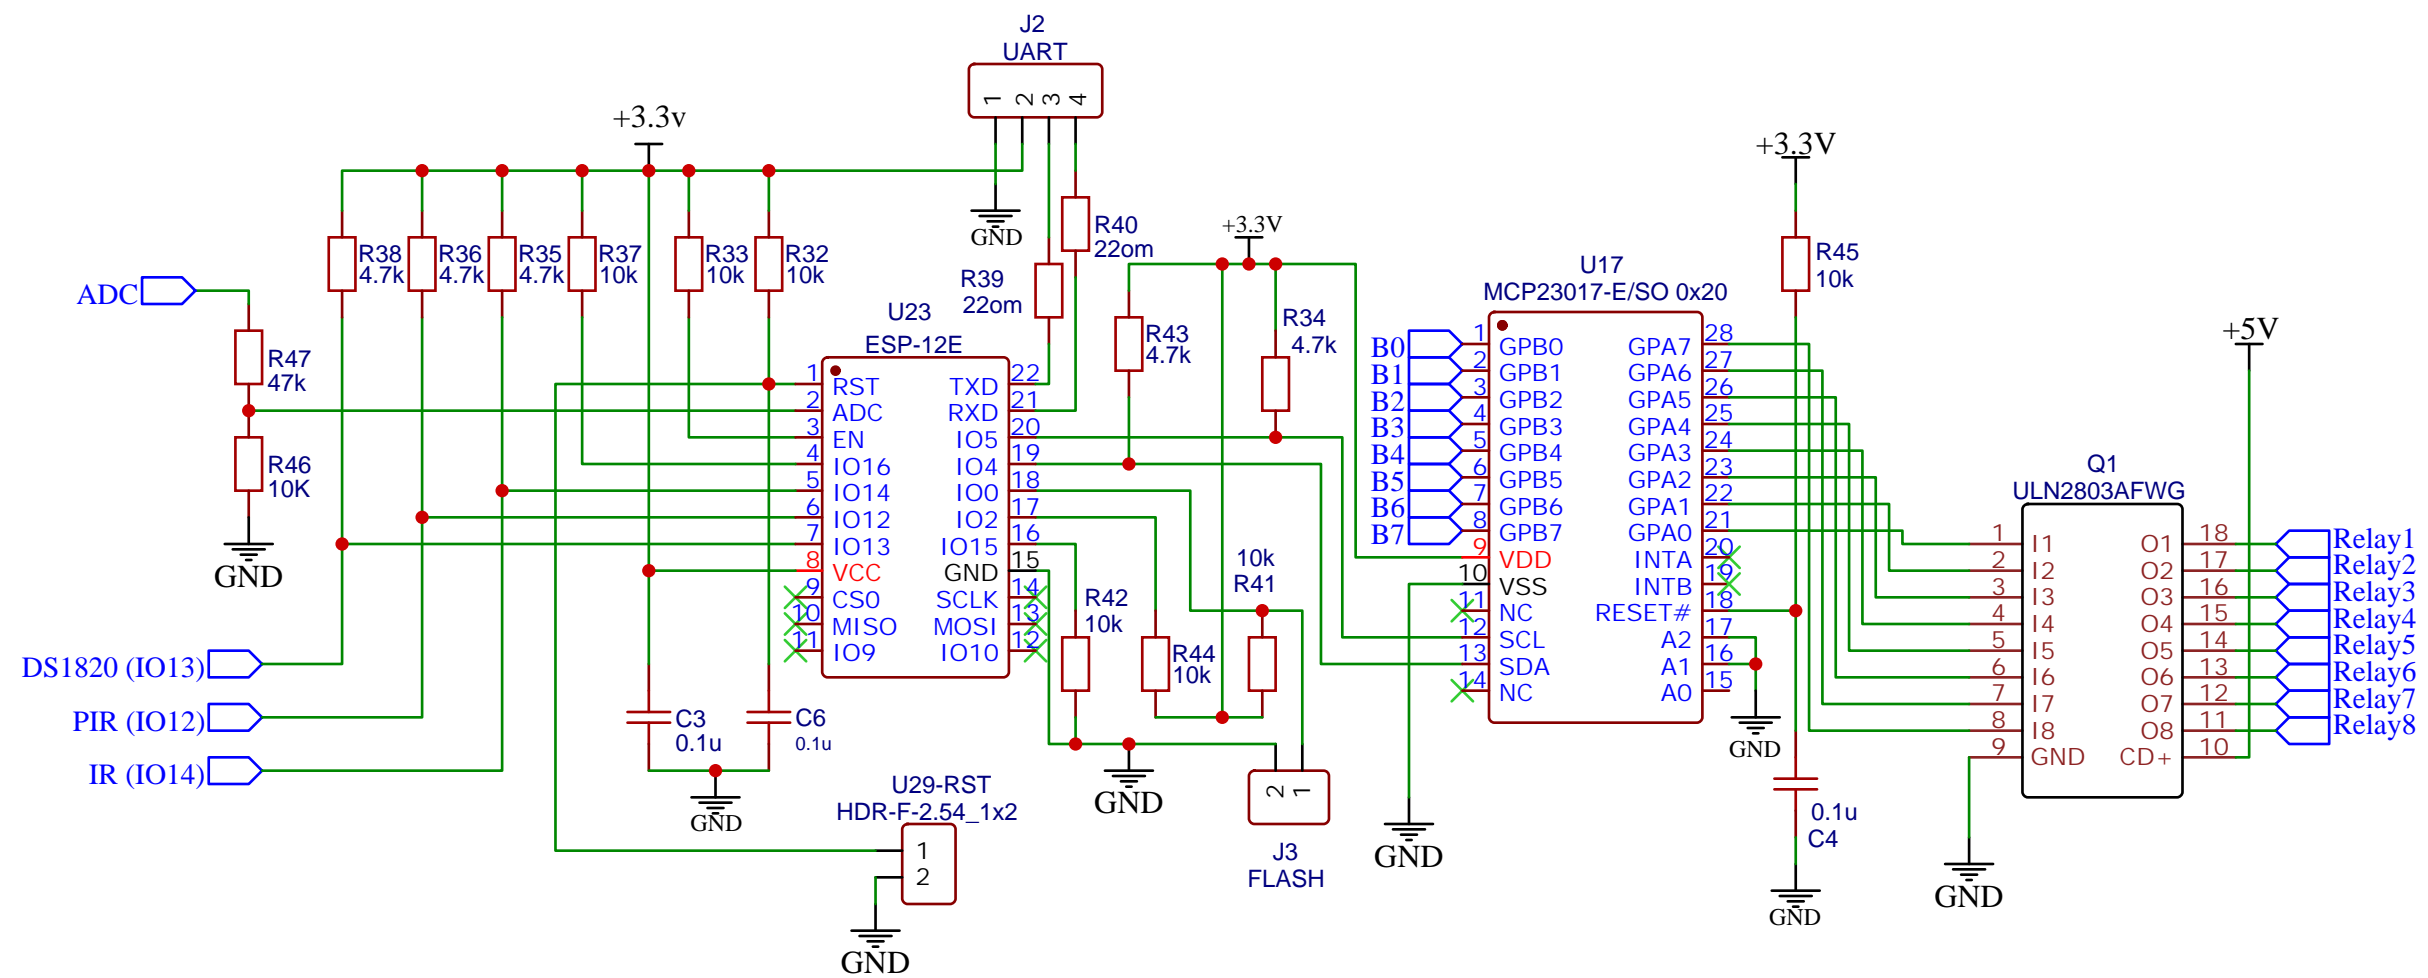 J2
UART
1 2 3 4
+3.3v
GND
R38
4.7k
R36
4.7k
R35
4.7k
R37
10k
R33
10k
R32
10k
R40
22om
R39
22om
ADC
R47
47k
R46
10K
GND
DS1820 (IO13)
PIR (IO12)
IR (IO14)
U23
ESP-12E
1 RST
2 ADC
3 EN
4 IO16
5 IO14
6 IO12
7 IO13
8 VCC
9 CS0
10 MISO
11 IO9
TXD 22
RXD 21
IO5 20
IO4 19
IO0 18
IO2 17
IO15 16
GND 15
SCLK 14
MOSI 13
IO10 12
C3
0.1u
C6
0.1u
GND
U29-RST
HDR-F-2.54_1x2
1
2
GND
+3.3V
R43
4.7k
R34
4.7k
R42
10k
R44
10k
10k
R41
GND
2 1
J3
FLASH
U17
MCP23017-E/SO 0x20
B0
B1
B2
B3
B4
B5
B6
B7
1 GPB0
2 GPB1
3 GPB2
4 GPB3
5 GPB4
6 GPB5
7 GPB6
8 GPB7
9 VDD
10 VSS
11 NC
12 SCL
13 SDA
14 NC
GPA7 28
GPA6 27
GPA5 26
GPA4 25
GPA3 24
GPA2 23
GPA1 22
GPA0 21
INTA 20
INTB 19
RESET# 18
A2 17
A1 16
A0 15
GND
GND
+3.3V
R45
10k
0.1u
C4
GND
Q1
ULN2803AFWG
1 I1
2 I2
3 I3
4 I4
5 I5
6 I6
7 I7
8 I8
9 GND
O1 18
O2 17
O3 16
O4 15
O5 14
O6 13
O7 12
O8 11
CD+ 10
GND
+5V
Relay1
Relay2
Relay3
Relay4
Relay5
Relay6
Relay7
Relay8